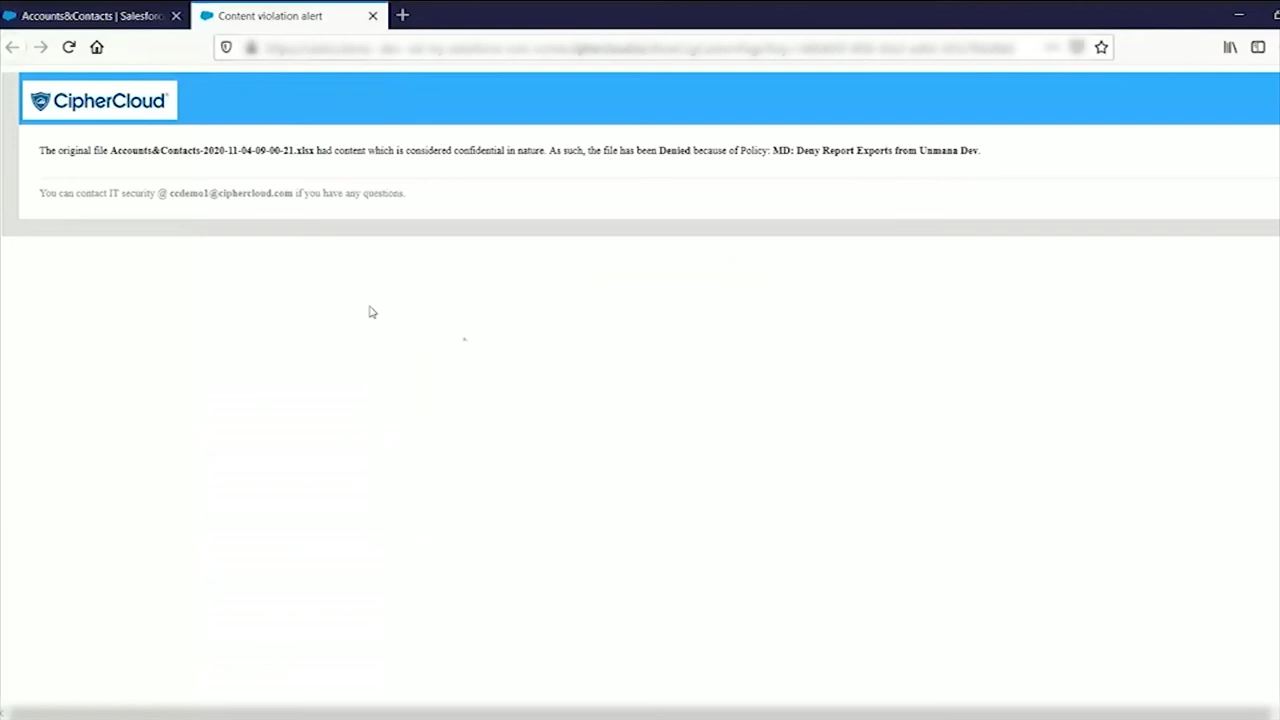 Accounts&Contacts | Salesforc
Content violation alert
CipherCloud
The original file Accounts&Contacts-2020-11-04-09-00-21.xlsx had content which is considered confidential in nature. As such, the file has been Denied because of Policy: MD: Deny Report Exports from Unmana Dev.
You can contact IT security @ ccdemo1@ciphercloud.com if you have any questions.